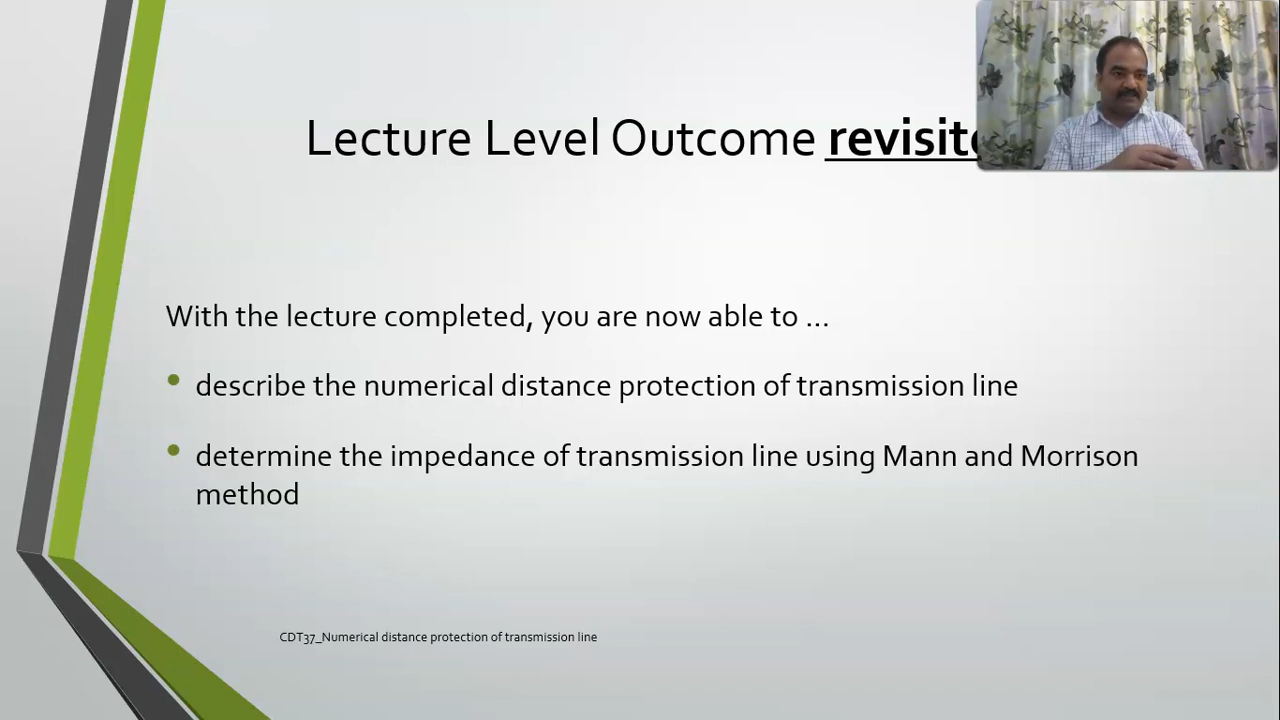 Lecture Level Outcome
With the lecture completed, you are now able to ...
• describe the numerical distance protection of transmission line
• determine the impedance of transmission line using Mann and Morrison
method
CDT37_Numerical distance protection of transmission line